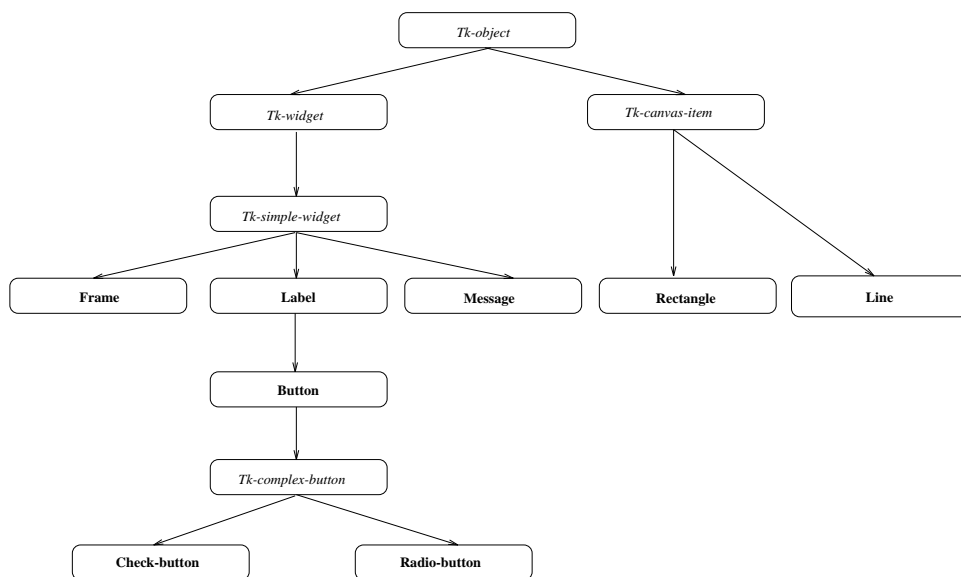 Tk-object
Tk-widget
Tk-canvas-item
Tk-simple-widget
Frame
Label
Message
Rectangle
Line
Button
Tk-complex-button
Check-button
Radio-button